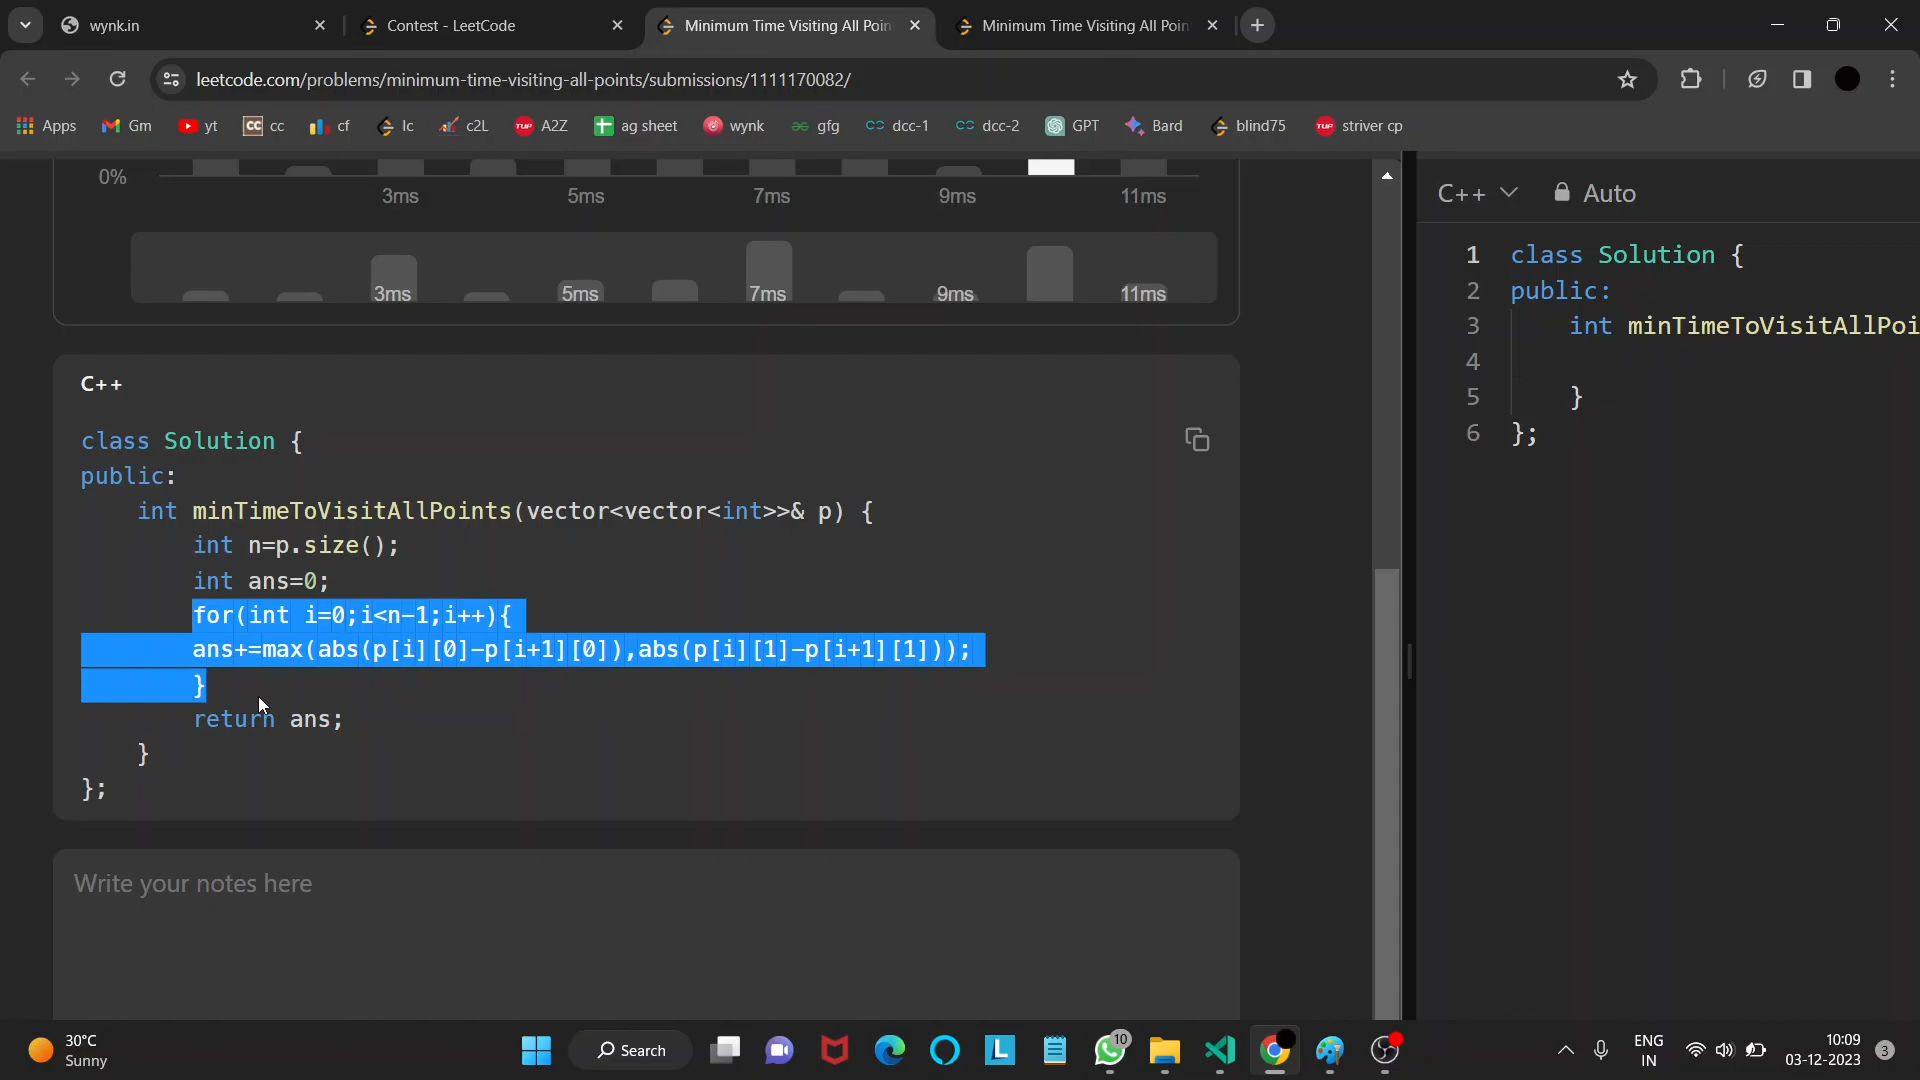 wynk.in
Contest - LeetCode
Minimum Time Visiting All Poin
Minimum Time Visiting All Poin
leetcode.com/problems/minimum-time-visiting-all-points/submissions/1111170082/
Apps Gm yt CC cc cf lc c2L TUF A2Z ag sheet wynk gfg dcc-1 dcc-2 GPT Bard blind75 TUF striver cp
0%
3ms 5ms 7ms 9ms 11ms
3ms 5ms 7ms 9ms 11ms
C++
class Solution {
public:
int minTimeToVisitAllPoints(vector<vector<int>>& p) {
int n=p.size();
int ans=0;
for(int i=0;i<n-1;i++){
ans+=max(abs(p[i][0]-p[i+1][0]),abs(p[i][1]-p[i+1][1]));
}
return ans;
}
};
Write your notes here
C++ Auto
1 class Solution {
2 public:
3 int minTimeToVisitAllPoi
4
5 }
6 };
30°C
Sunny
Search
L
10
ENG
IN
10:09
03-12-2023
3